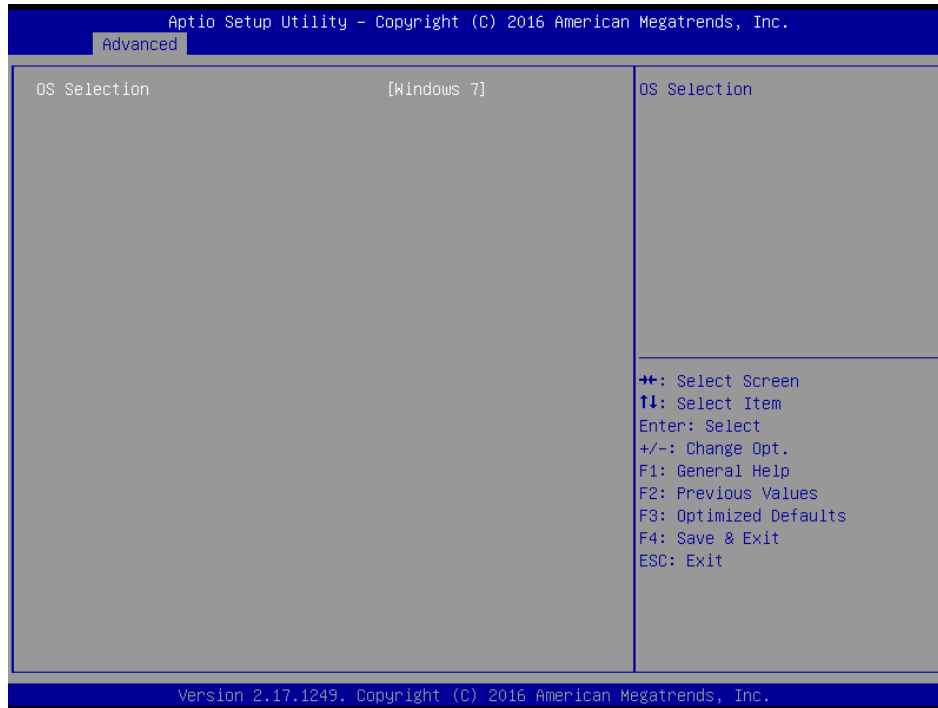 Aptio Setup Utility – Copyright (C) 2016 American Megatrends, Inc.
Advanced
OS Selection [Windows 7]
OS Selection
→←: Select Screen
↑↓: Select Item
Enter: Select
+/-: Change Opt.
F1: General Help
F2: Previous Values
F3: Optimized Defaults
F4: Save & Exit
ESC: Exit
Version 2.17.1249. Copyright (C) 2016 American Megatrends, Inc.